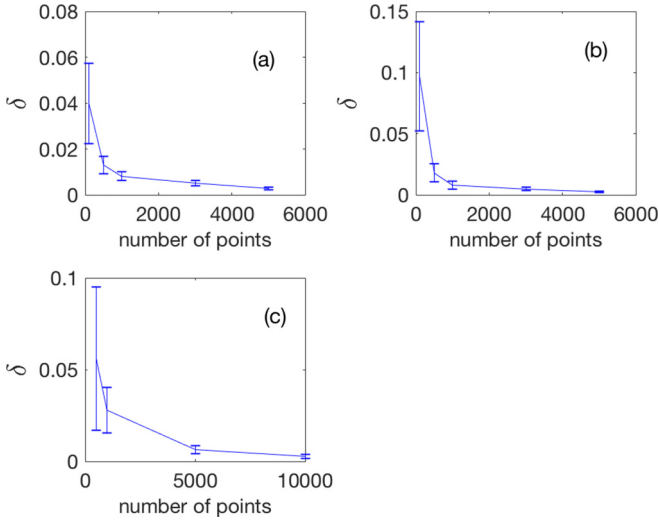 0.08
0.06
0.04
0.02
0
δ
(a)
0 2000 4000 6000
number of points
0.15
0.1
0.05
0
δ
(b)
0 2000 4000 6000
number of points
0.1
0.05
0
δ
(c)
0 5000 10000
number of points